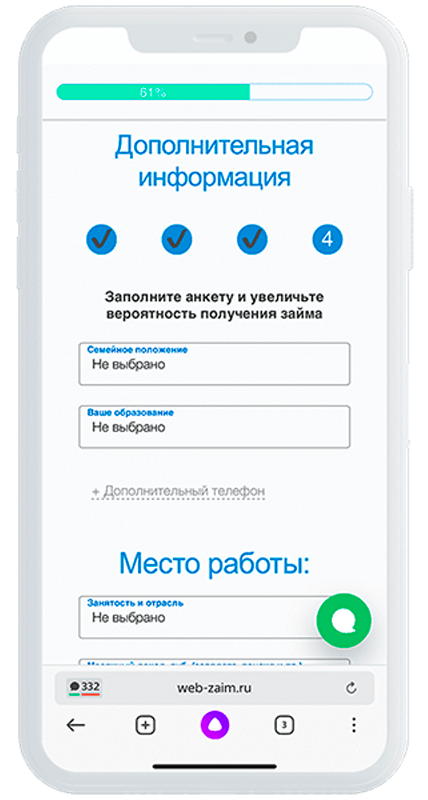 61%
Дополнительная
информация
4
Заполните анкету и увеличьте
вероятность получения займа
Семейное положение
Не выбрано
Ваше образование
Не выбрано
+ Дополнительный телефон
Место работы:
Занятость и отрасль
Не выбрано
332
web-zaim.ru
3